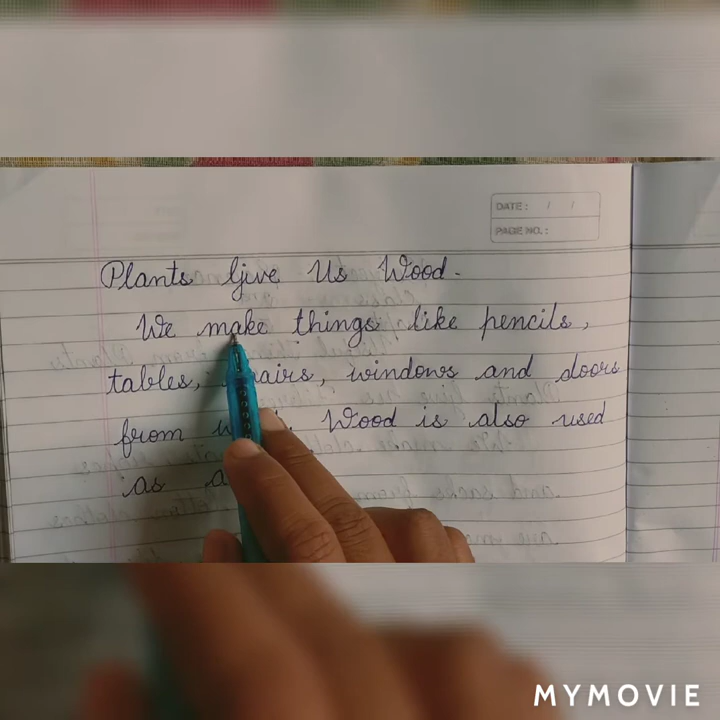 DATE: / /
PAGE NO.:
Plants Give Us Wood.
We make things like pencils,
tables, chairs, windows and doors
from Wood is also used
as
MYMOVIE